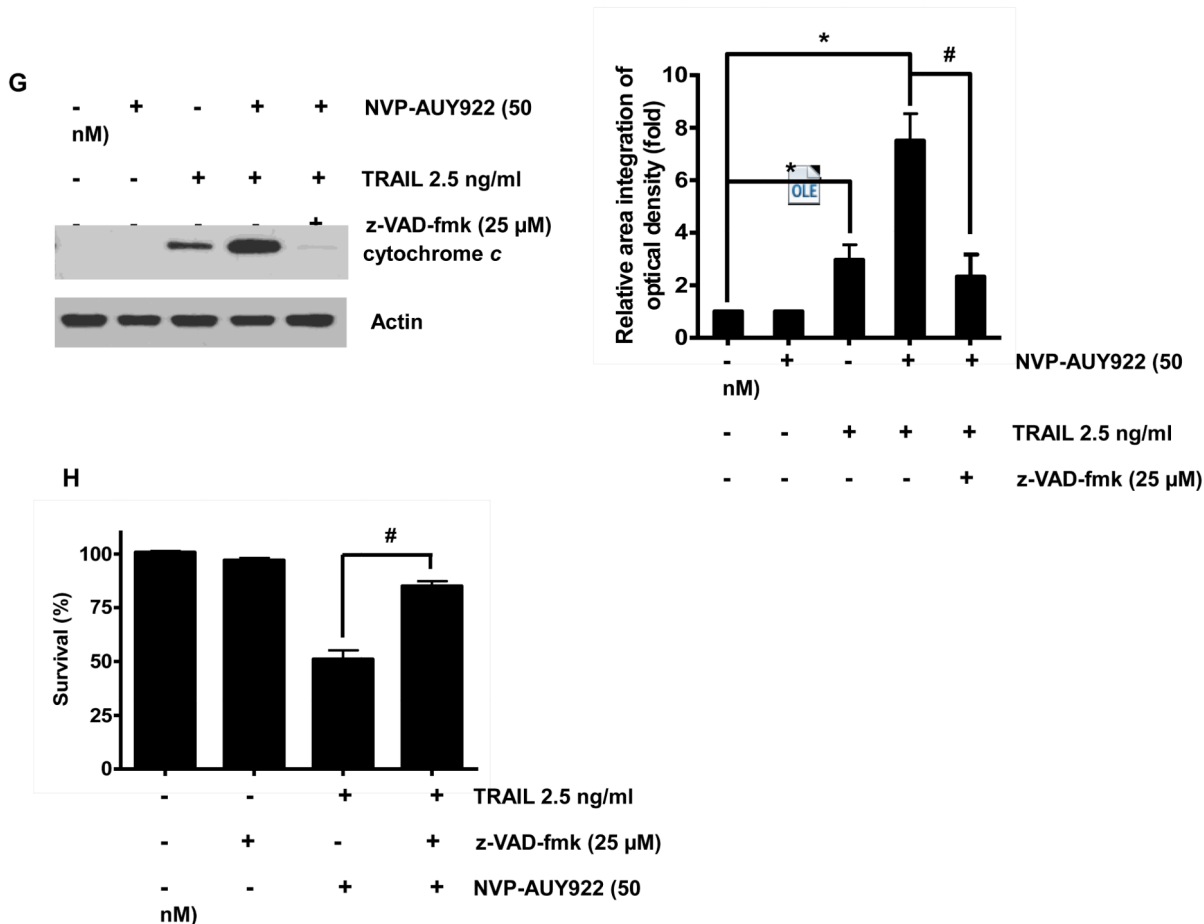 G
- + - + + NVP-AUY922 (50
nM)
- - + + + TRAIL 2.5 ng/ml
- - - - + z-VAD-fmk (25 µM)
cytochrome c
Actin
Relative area integration of
optical density (fold)
10
8
6
4
2
0
*
#
*
OLE
- + - + + NVP-AUY922 (50
nM)
- - + + + TRAIL 2.5 ng/ml
- - - - + z-VAD-fmk (25 µM)
H
Survival (%)
100
75
50
25
0
#
- - + + TRAIL 2.5 ng/ml
- + - + z-VAD-fmk (25 µM)
- - + + NVP-AUY922 (50
nM)